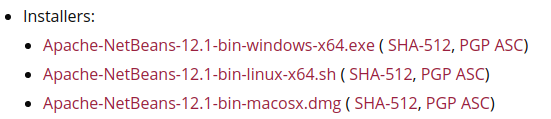 Installers:
Apache-NetBeans-12.1-bin-windows-x64.exe ( SHA-512, PGP ASC)
Apache-NetBeans-12.1-bin-linux-x64.sh ( SHA-512, PGP ASC)
Apache-NetBeans-12.1-bin-macosx.dmg ( SHA-512, PGP ASC)